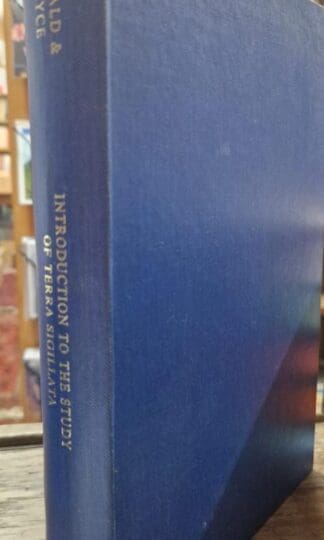 ALD &
YCE
INTRODUCTION TO THE STUDY
OF TERRA SIGILLATA